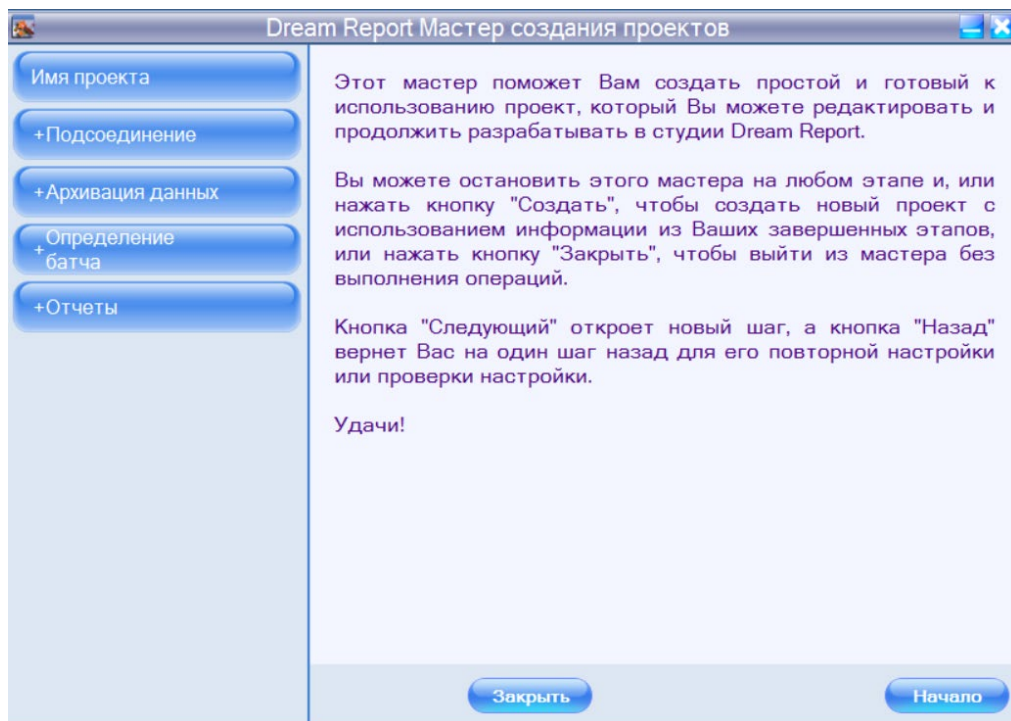 Dream Report Мастер создания проектов
Имя проекта
+Подсоединение
+Архивация данных
+Определение
батча
+Отчеты
Этот мастер поможет Вам создать простой и готовый к
использованию проект, который Вы можете редактировать и
продолжить разрабатывать в студии Dream Report.
Вы можете остановить этого мастера на любом этапе и, или
нажать кнопку "Создать", чтобы создать новый проект с
использованием информации из Ваших завершенных этапов,
или нажать кнопку "Закрыть", чтобы выйти из мастера без
выполнения операций.
Кнопка "Следующий" откроет новый шаг, а кнопка "Назад"
вернет Вас на один шаг назад для его повторной настройки
или проверки настройки.
Удачи!
Закрыть
Начало